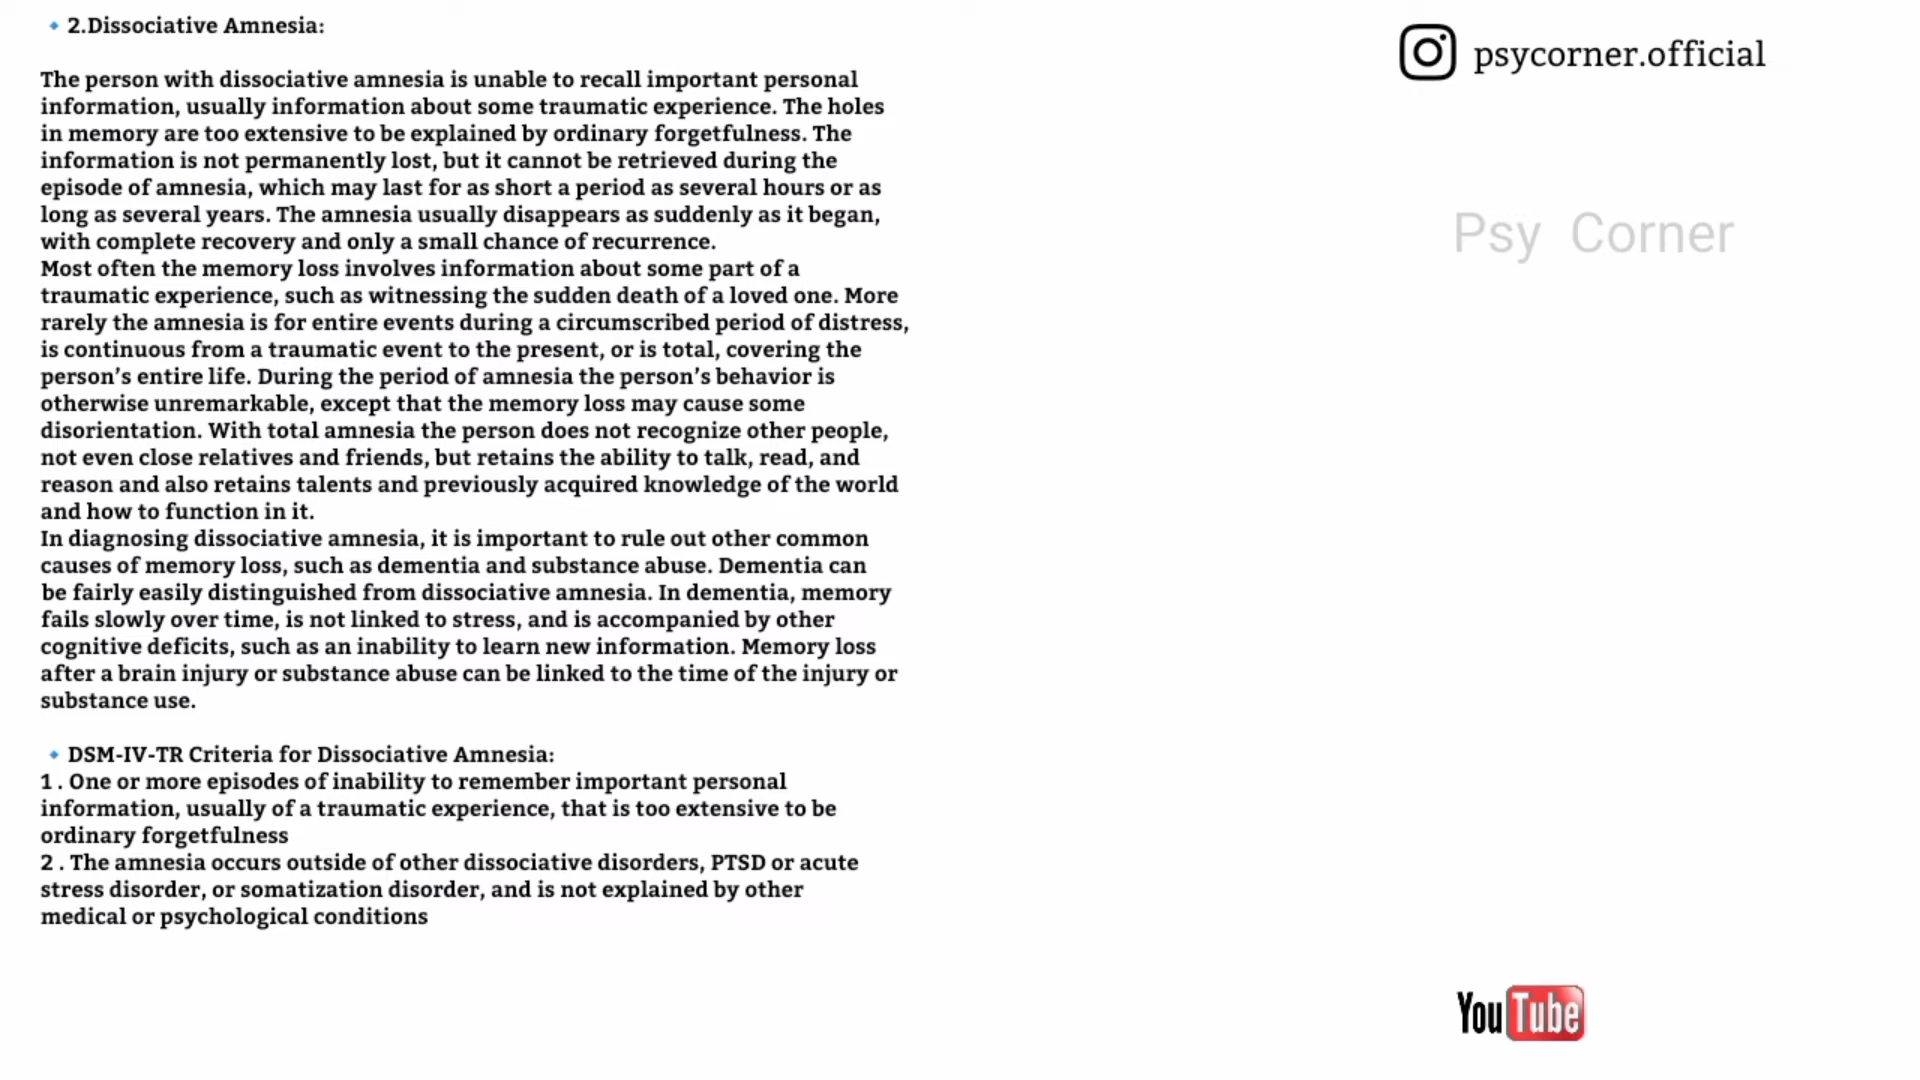 2.Dissociative Amnesia:
The person with dissociative amnesia is unable to recall important personal
information, usually information about some traumatic experience. The holes
in memory are too extensive to be explained by ordinary forgetfulness. The
information is not permanently lost, but it cannot be retrieved during the
episode of amnesia, which may last for as short a period as several hours or as
long as several years. The amnesia usually disappears as suddenly as it began,
with complete recovery and only a small chance of recurrence.
Most often the memory loss involves information about some part of a
traumatic experience, such as witnessing the sudden death of a loved one. More
rarely the amnesia is for entire events during a circumscribed period of distress,
is continuous from a traumatic event to the present, or is total, covering the
person’s entire life. During the period of amnesia the person’s behavior is
otherwise unremarkable, except that the memory loss may cause some
disorientation. With total amnesia the person does not recognize other people,
not even close relatives and friends, but retains the ability to talk, read, and
reason and also retains talents and previously acquired knowledge of the world
and how to function in it.
In diagnosing dissociative amnesia, it is important to rule out other common
causes of memory loss, such as dementia and substance abuse. Dementia can
be fairly easily distinguished from dissociative amnesia. In dementia, memory
fails slowly over time, is not linked to stress, and is accompanied by other
cognitive deficits, such as an inability to learn new information. Memory loss
after a brain injury or substance abuse can be linked to the time of the injury or
substance use.
DSM-IV-TR Criteria for Dissociative Amnesia:
1 . One or more episodes of inability to remember important personal
information, usually of a traumatic experience, that is too extensive to be
ordinary forgetfulness
2 . The amnesia occurs outside of other dissociative disorders, PTSD or acute
stress disorder, or somatization disorder, and is not explained by other
medical or psychological conditions
psycorner.official
Psy Corner
YouTube